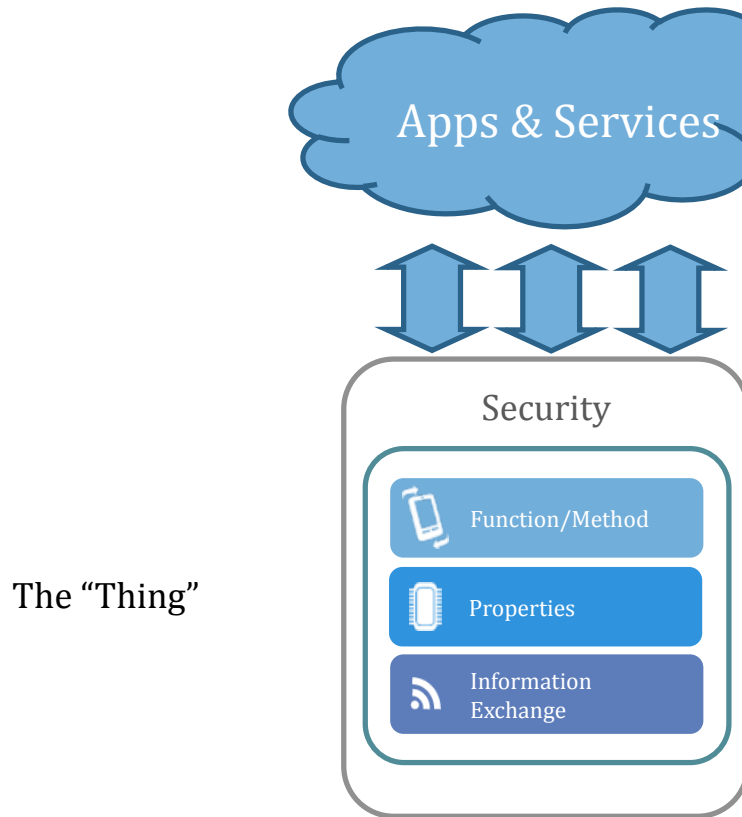 Apps & Services
Security
Function/Method
The “Thing”
Properties
Information
Exchange